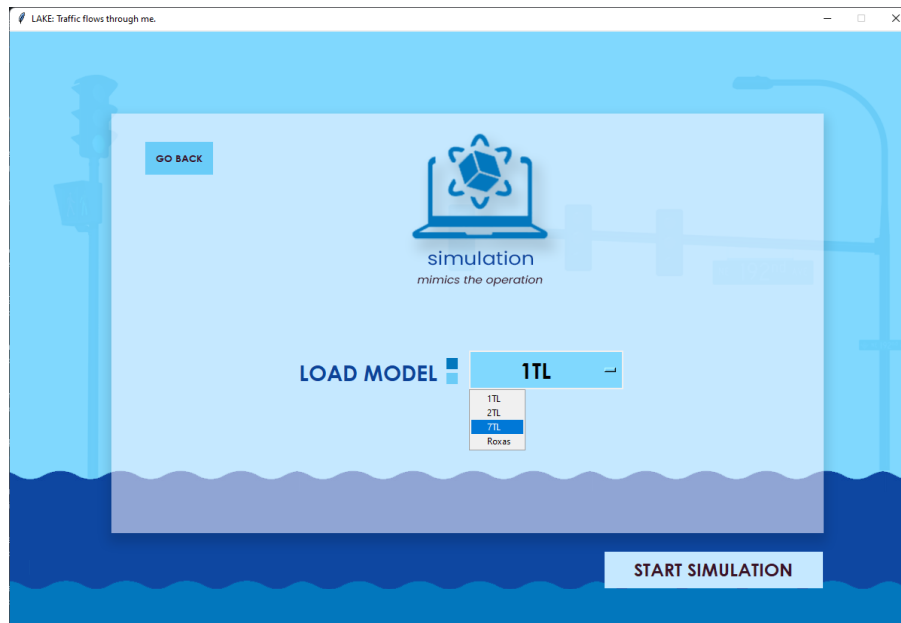 LAKE: Traffic flows through me.
GO BACK
simulation
mimics the operation
LOAD MODEL
1TL
1TL
2TL
7TL
Roxas
START SIMULATION